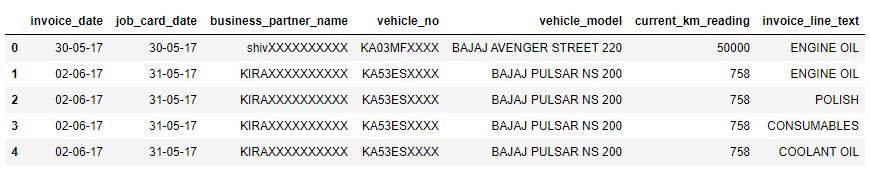 invoice_date job_card_date business_partner_name vehicle_no vehicle_model current_km_reading invoice_line_text
0 30-05-17 30-05-17 shivXXXXXXXXXX KA03MFXXXX BAJAJ AVENGER STREET 220 50000 ENGINE OIL
1 02-06-17 31-05-17 KIRAXXXXXXXXXX KA53ESXXXX BAJAJ PULSAR NS 200 758 ENGINE OIL
2 02-06-17 31-05-17 KIRAXXXXXXXXXX KA53ESXXXX BAJAJ PULSAR NS 200 758 POLISH
3 02-06-17 31-05-17 KIRAXXXXXXXXXX KA53ESXXXX BAJAJ PULSAR NS 200 758 CONSUMABLES
4 02-06-17 31-05-17 KIRAXXXXXXXXXX KA53ESXXXX BAJAJ PULSAR NS 200 758 COOLANT OIL